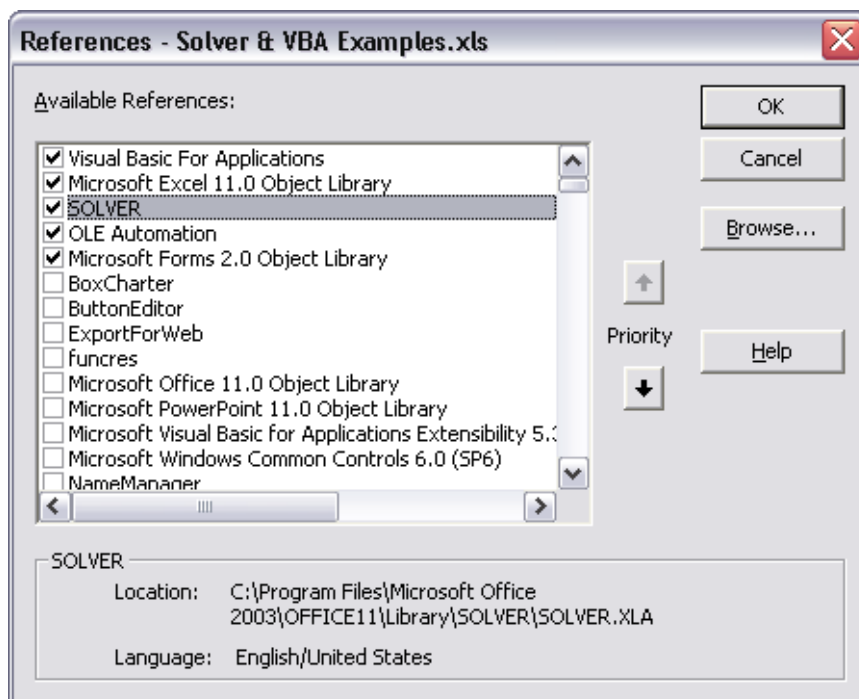 References - Solver & VBA Examples.xls
Available References:
Visual Basic For Applications
Microsoft Excel 11.0 Object Library
SOLVER
OLE Automation
Microsoft Forms 2.0 Object Library
BoxCharter
ButtonEditor
ExportForWeb
funcres
Microsoft Office 11.0 Object Library
Microsoft PowerPoint 11.0 Object Library
Microsoft Visual Basic for Applications Extensibility 5.3
Microsoft Windows Common Controls 6.0 (SP6)
NameManager
OK
Cancel
Browse...
Priority
Help
SOLVER
Location: C:\Program Files\Microsoft Office
2003\OFFICE11\Library\SOLVER\SOLVER.XLA
Language: English/United States